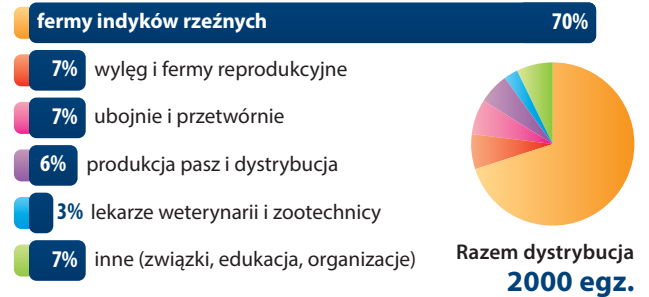 fermy indyków rzeźnych 70%
7% wylęg i fermy reprodukcyjne
7% ubojnie i przetwórnie
6% produkcja pasz i dystrybucja
3% lekarze weterynarii i zootechnicy
7% inne (związki, edukacja, organizacje)
Razem dystrybucja
2000 egz.